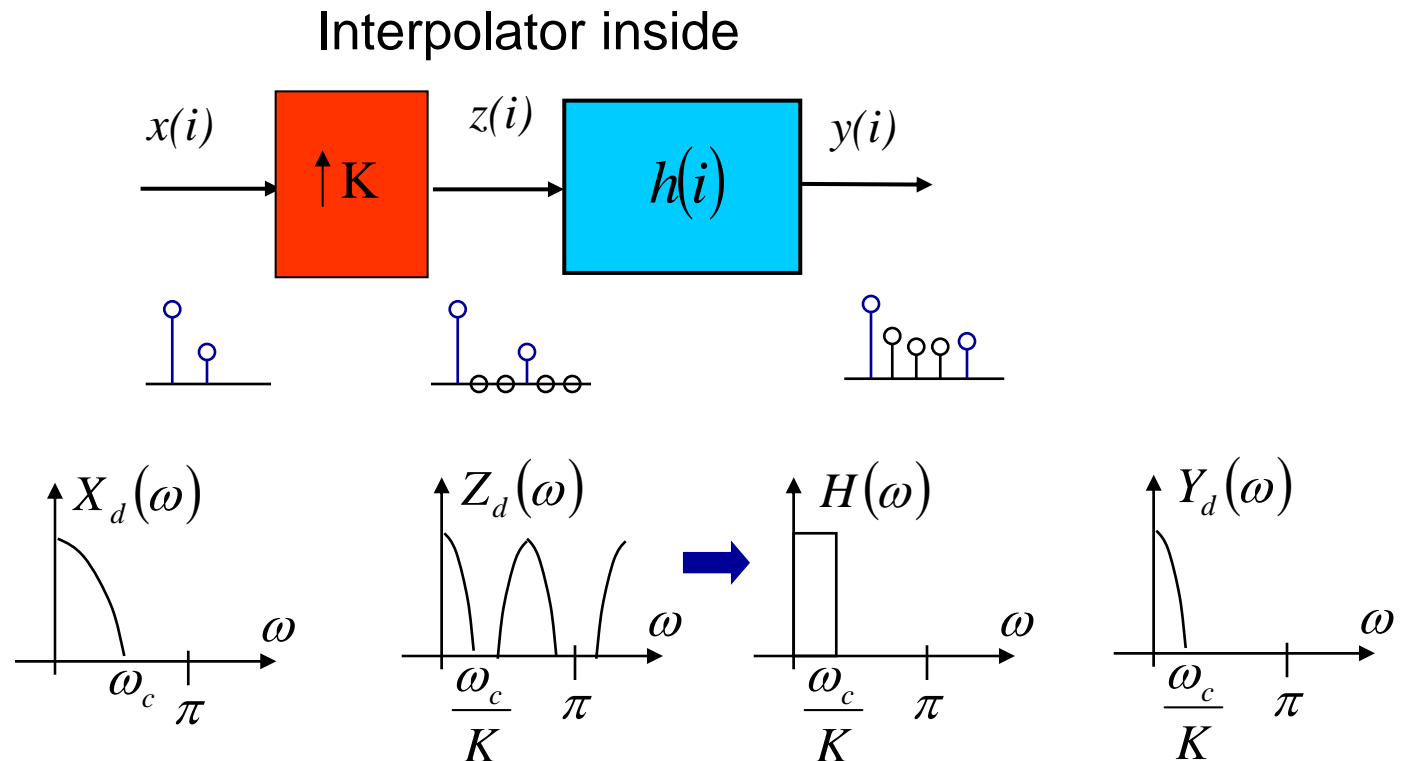 Interpolator inside
x(i)
↑ K
z(i)
h(i)
y(i)
X_d(ω)
ω
ω_c
π
Z_d(ω)
ω
ω_c/K
π
H(ω)
ω
ω_c/K
π
Y_d(ω)
ω
ω_c/K
π